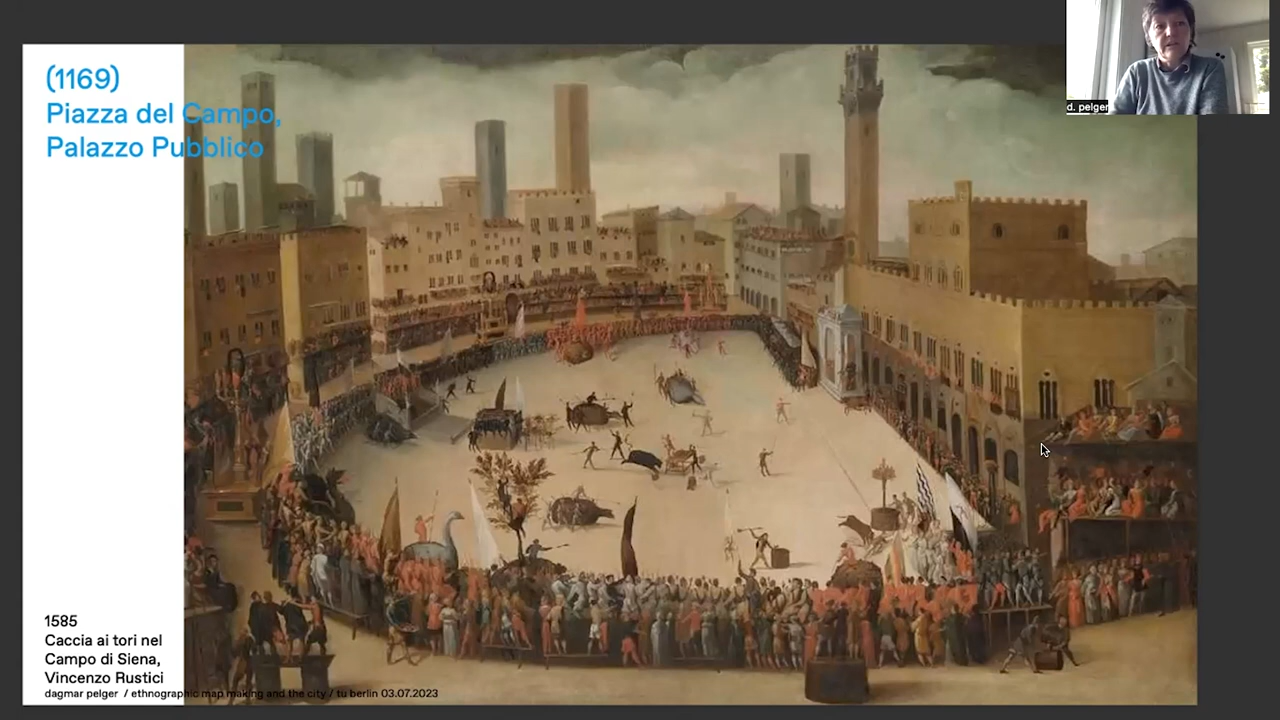 (1169)
Piazza del Campo,
Palazzo Pubblico
d. pelger
1585
Caccia ai tori nel
Campo di Siena,
Vincenzo Rustici
dagmar pelger / ethnographic map making and the city / tu berlin 03.07.2023